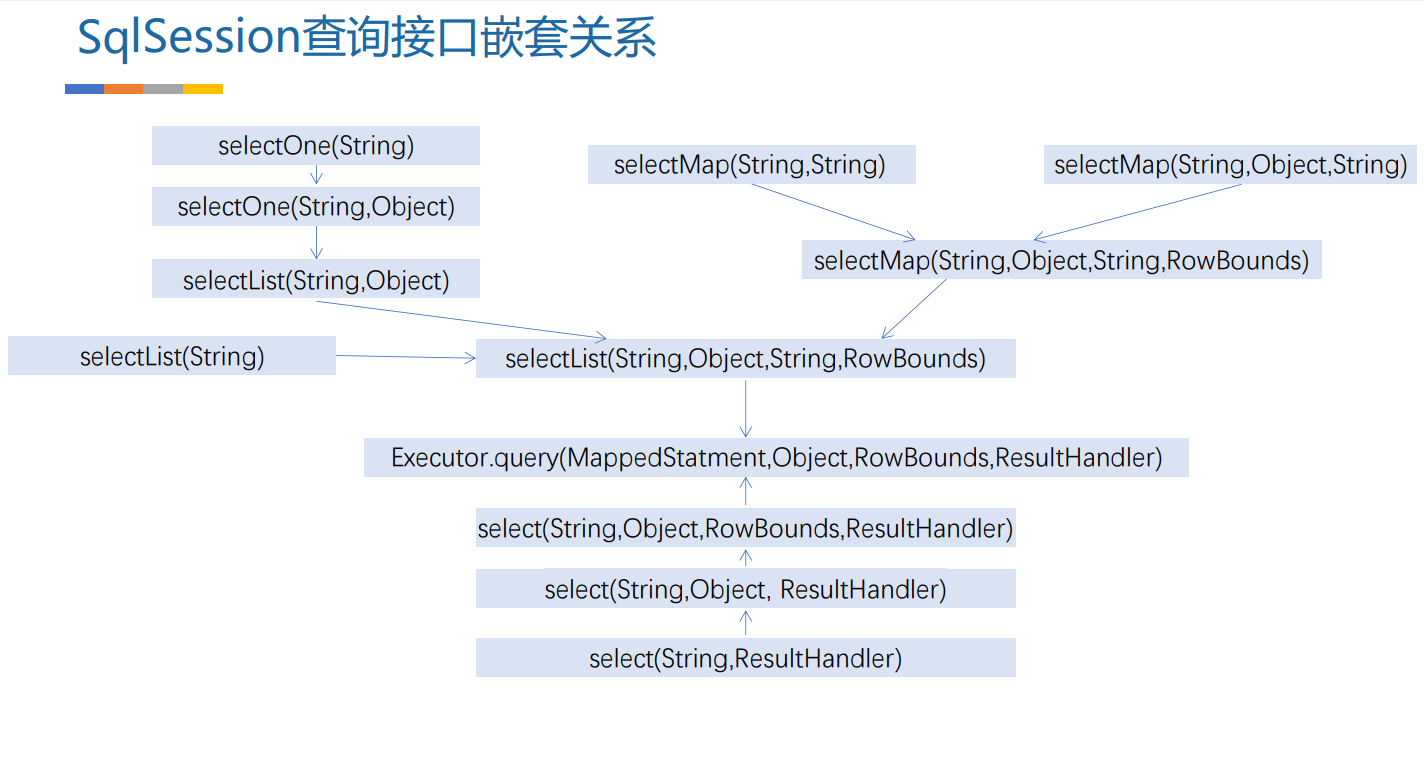 SqlSession查询接口嵌套关系
selectOne(String)
selectOne(String,Object)
selectList(String,Object)
selectList(String)
selectMap(String,String)
selectMap(String,Object,String)
selectMap(String,Object,String,RowBounds)
selectList(String,Object,String,RowBounds)
Executor.query(MappedStatment,Object,RowBounds,ResultHandler)
select(String,Object,RowBounds,ResultHandler)
select(String,Object, ResultHandler)
select(String,ResultHandler)